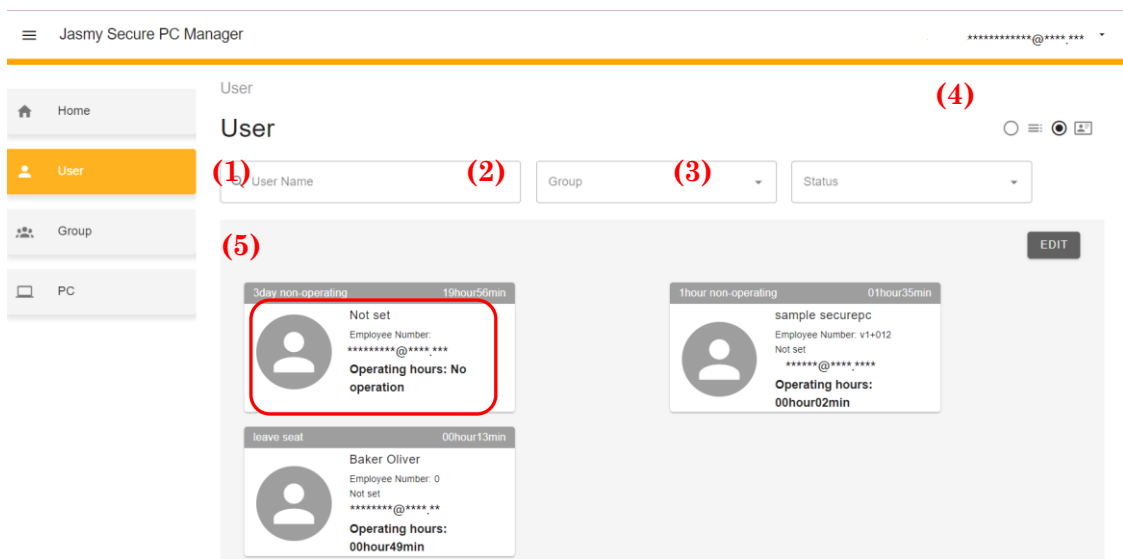 Jasmy Secure PC Manager
************@****.***
User
(4)
Home
User
User
(1)
User Name
(2)
Group
(3)
Status
Group
(5)
EDIT
PC
3day non-operating 19hour56min
Not set
Employee Number:
*********@****.***
Operating hours: No
operation
1hour non-operating 01hour35min
sample securepc
Employee Number: v1+012
Not set
******@****.****
Operating hours:
00hour02min
leave seat 00hour13min
Baker Oliver
Employee Number: 0
Not set
********@****.**
Operating hours:
00hour49min